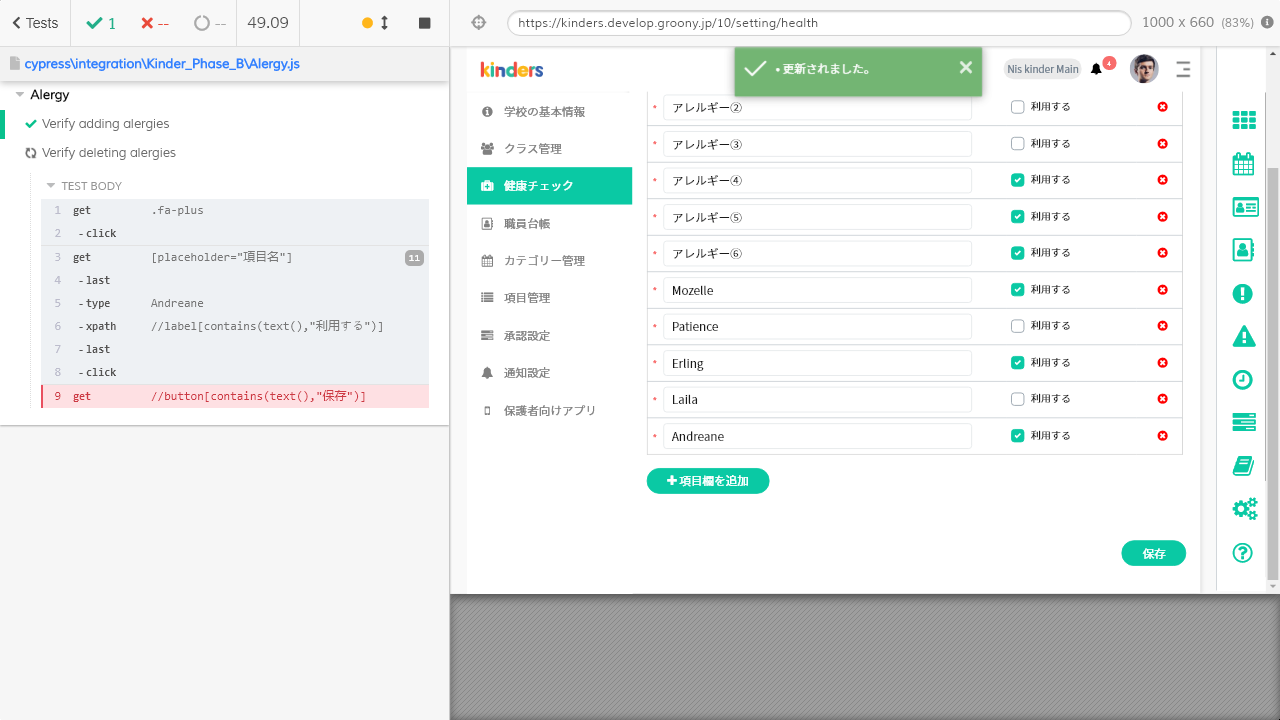 Tests
1
--
--
49.09
https://kinders.develop.groony.jp/10/setting/health
1000 x 660 (83%)
cypress\integration\Kinder_Phase_B\Alergy.js
Alergy
Verify adding alergies
Verify deleting alergies
TEST BODY
1 get .fa-plus
2 -click
3 get [placeholder="項目名"] 11
4 -last
5 -type Andreane
6 -xpath //label[contains(text(),"利用する")]
7 -last
8 -click
9 get //button[contains(text(),"保存")]
kinders
• 更新されました。
Nis kinder Main
4
学校の基本情報
クラス管理
健康チェック
職員台帳
カテゴリー管理
項目管理
承認設定
通知設定
保護者向けアプリ
* アレルギー② 利用する
* アレルギー③ 利用する
* アレルギー④ 利用する
* アレルギー⑤ 利用する
* アレルギー⑥ 利用する
* Mozelle 利用する
* Patience 利用する
* Erling 利用する
* Laila 利用する
* Andreane 利用する
項目欄を追加
保存